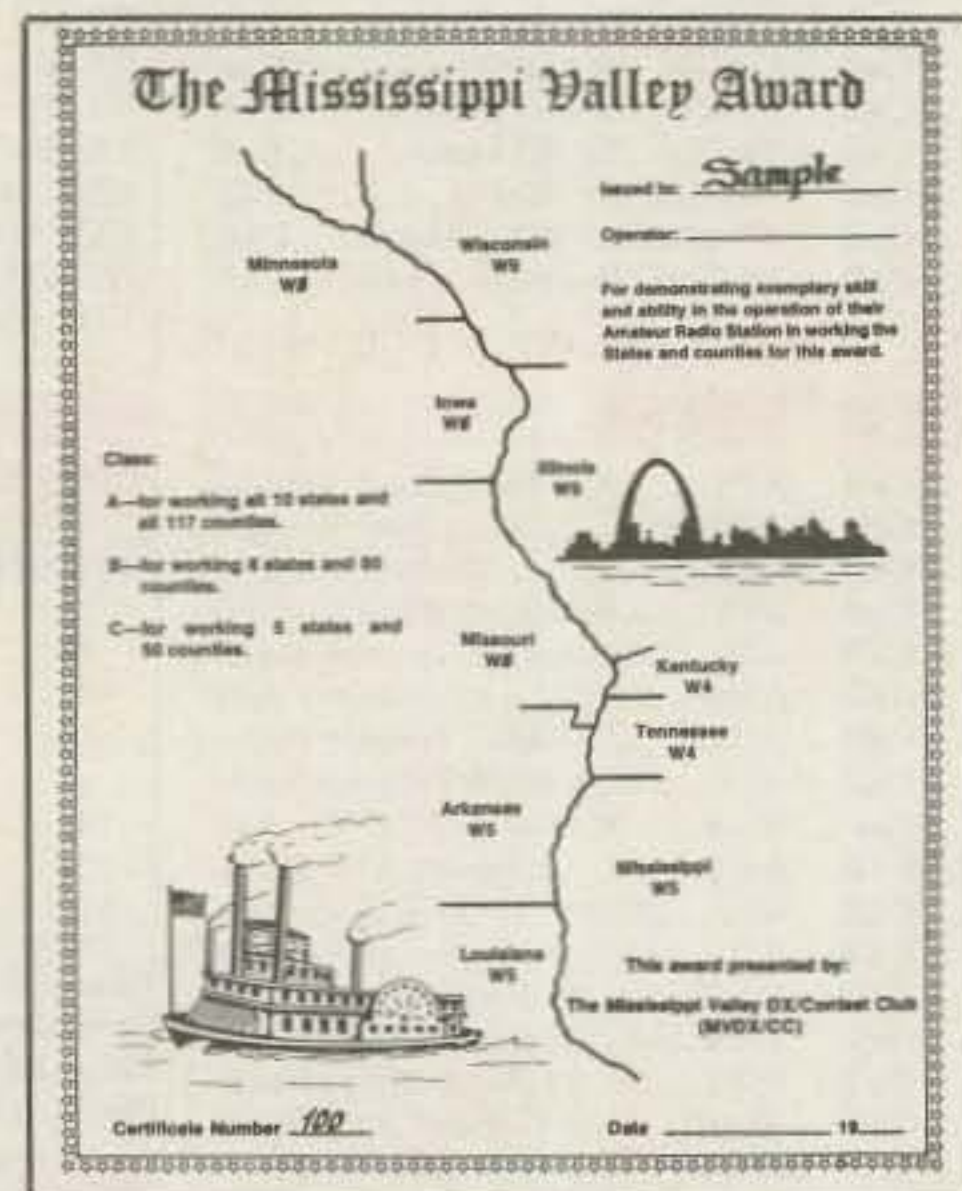 The Mississippi Valley Award
Issued to: Sample
Operator:
For demonstrating exemplary skill
and ability in the operation of their
Amateur Radio Station in working the
States and counties for this award.
Minnesota
WØ
Wisconsin
W9
Iowa
WØ
Class:
A—for working all 10 states and
all 117 counties.
B—for working 8 states and 80
counties.
C—for working 5 states and
50 counties.
Illinois
W9
Missouri
WØ
Kentucky
W4
Tennessee
W4
Arkansas
W5
Mississippi
W5
Louisiana
W5
This award presented by:
The Mississippi Valley DX/Contest Club
(MVDX/CC)
Certificate Number 100
Date 19